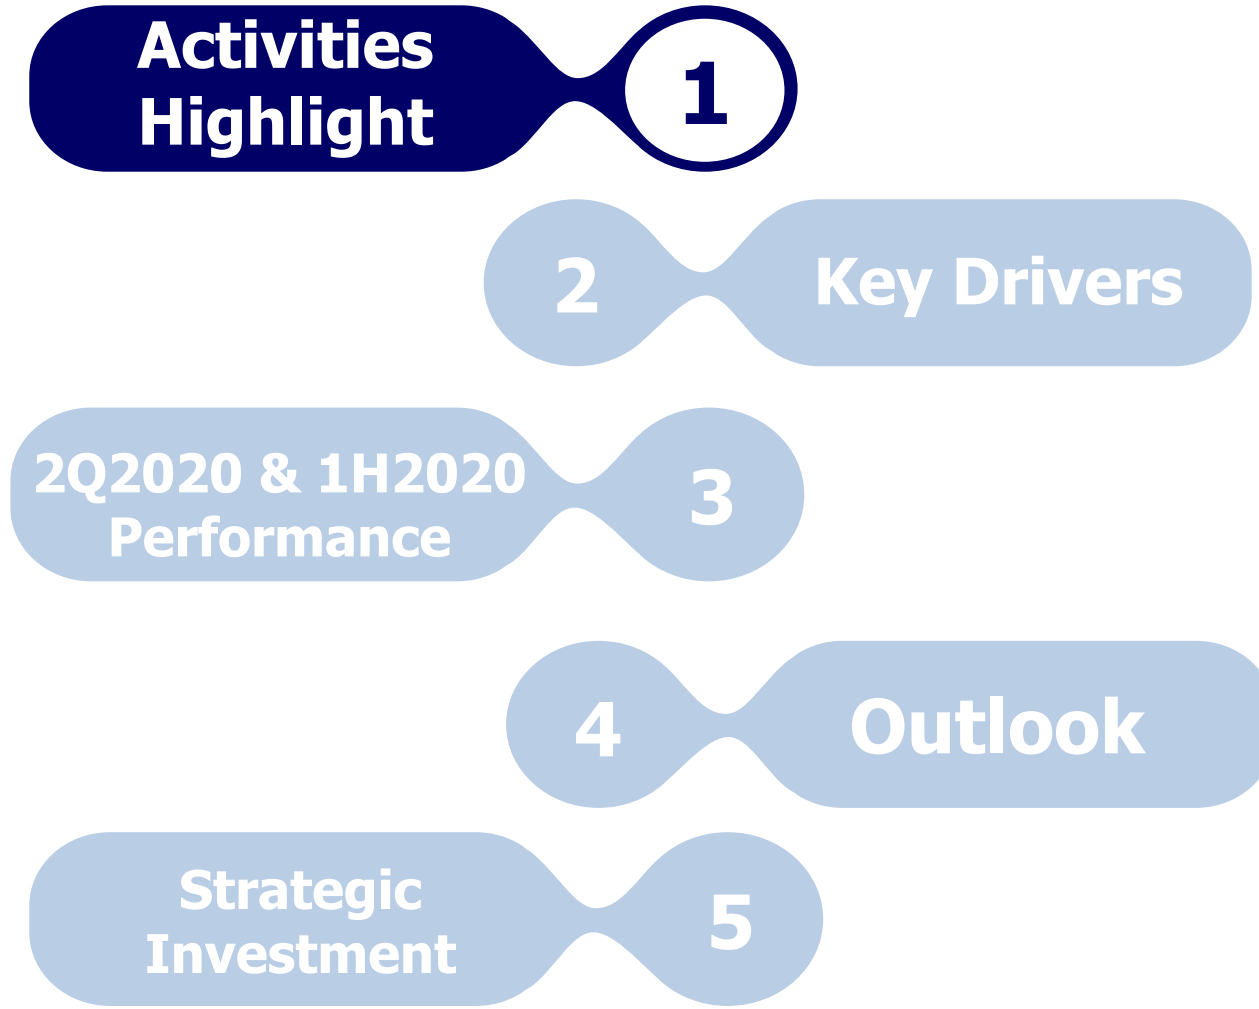 Activities
Highlight
1
2
Key Drivers
2Q2020 & 1H2020
Performance
3
4
Outlook
Strategic
Investment
5